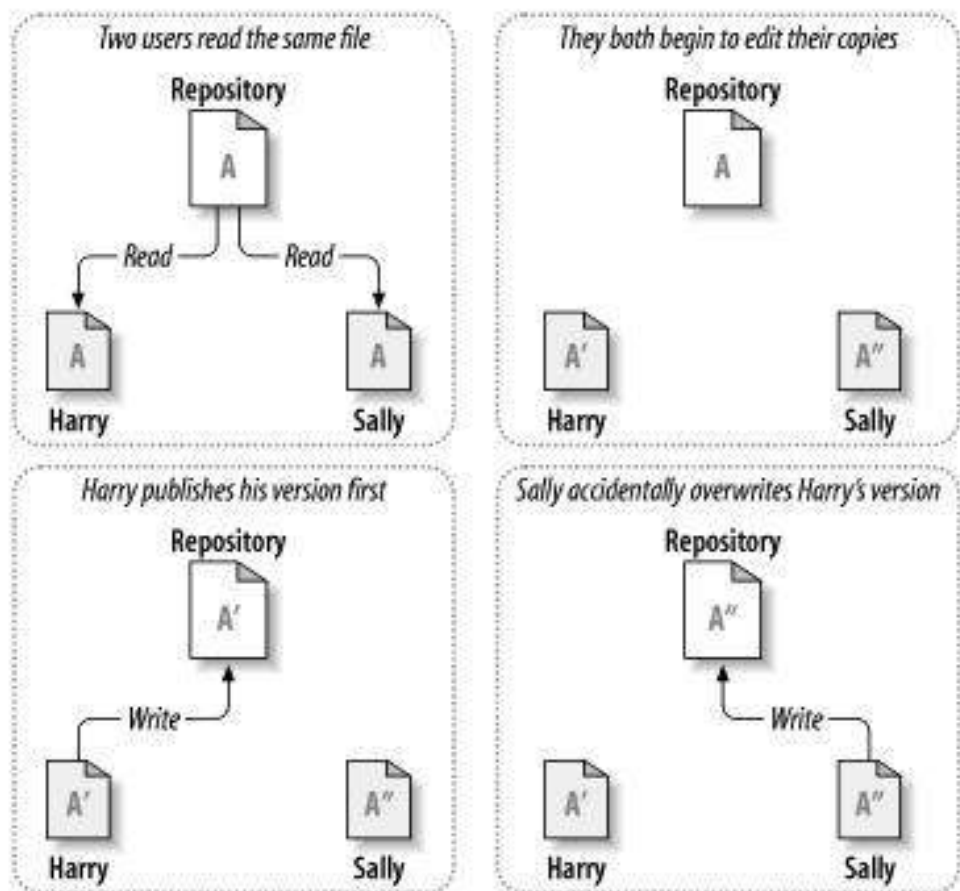 Two users read the same file
Repository
A
Read
Read
A
A
Harry
Sally
They both begin to edit their copies
Repository
A
A′
A″
Harry
Sally
Harry publishes his version first
Repository
A′
Write
A′
A″
Harry
Sally
Sally accidentally overwrites Harry's version
Repository
A″
Write
A′
A″
Harry
Sally